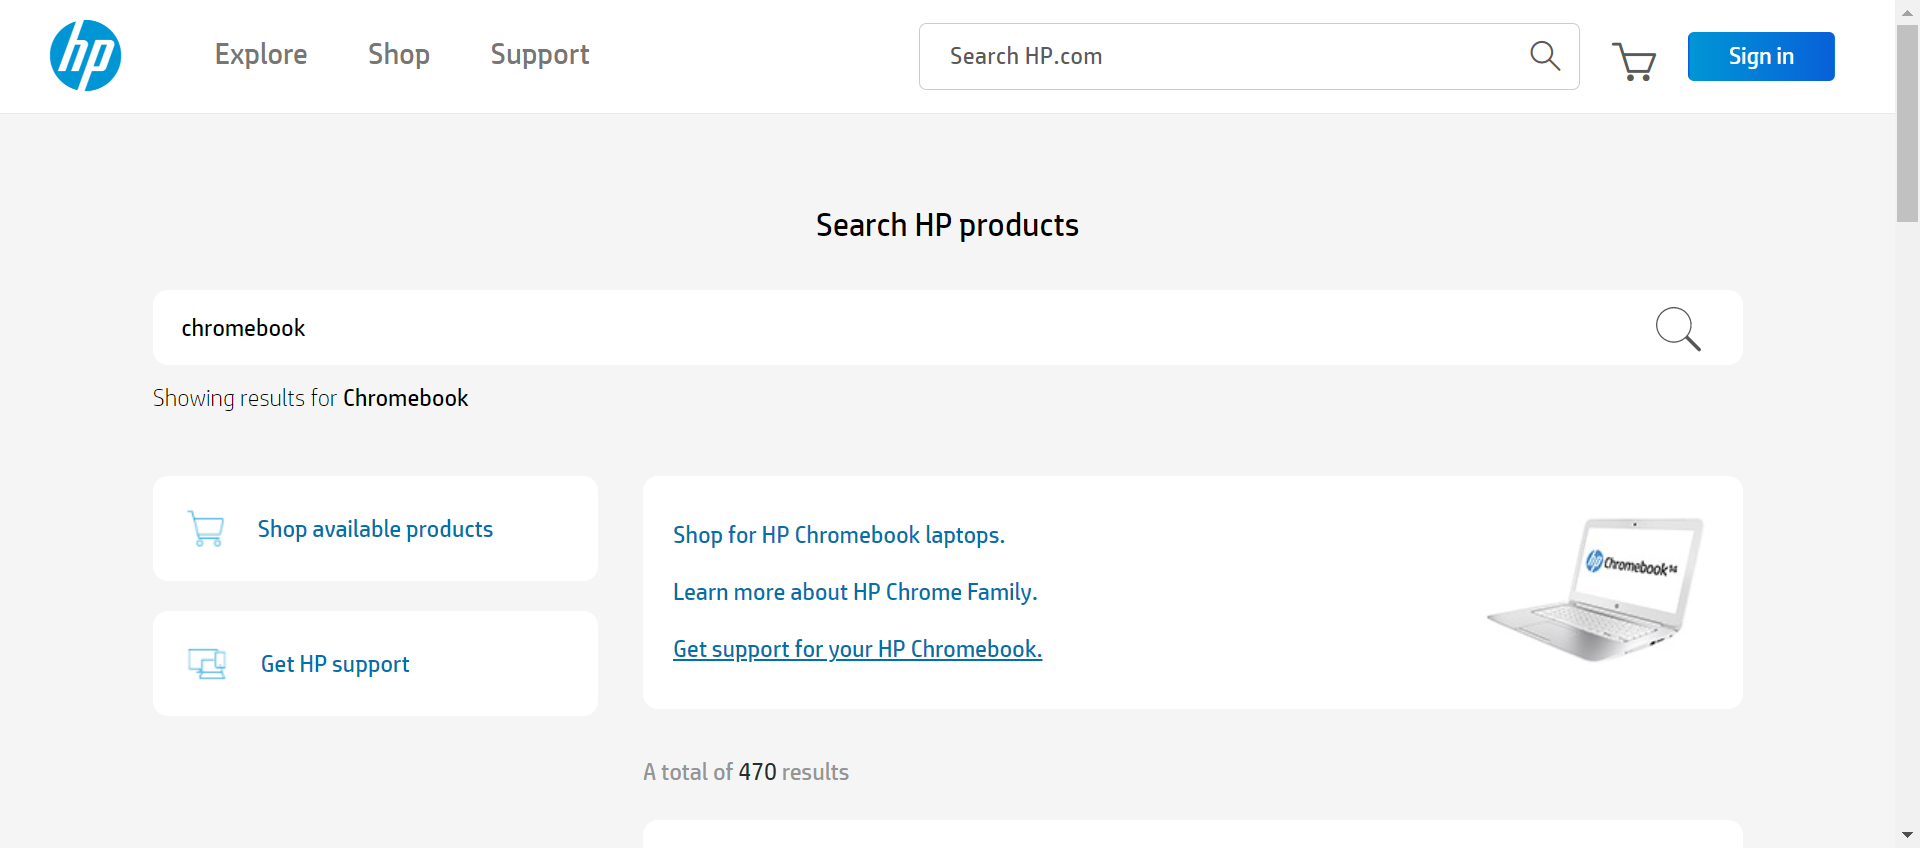 hp
Explore
Shop
Support
Search HP.com
Sign in
Search HP products
chromebook
Showing results for Chromebook
Shop available products
Get HP support
Shop for HP Chromebook laptops.
Learn more about HP Chrome Family.
Get support for your HP Chromebook.
hp Chromebook 14
A total of 470 results